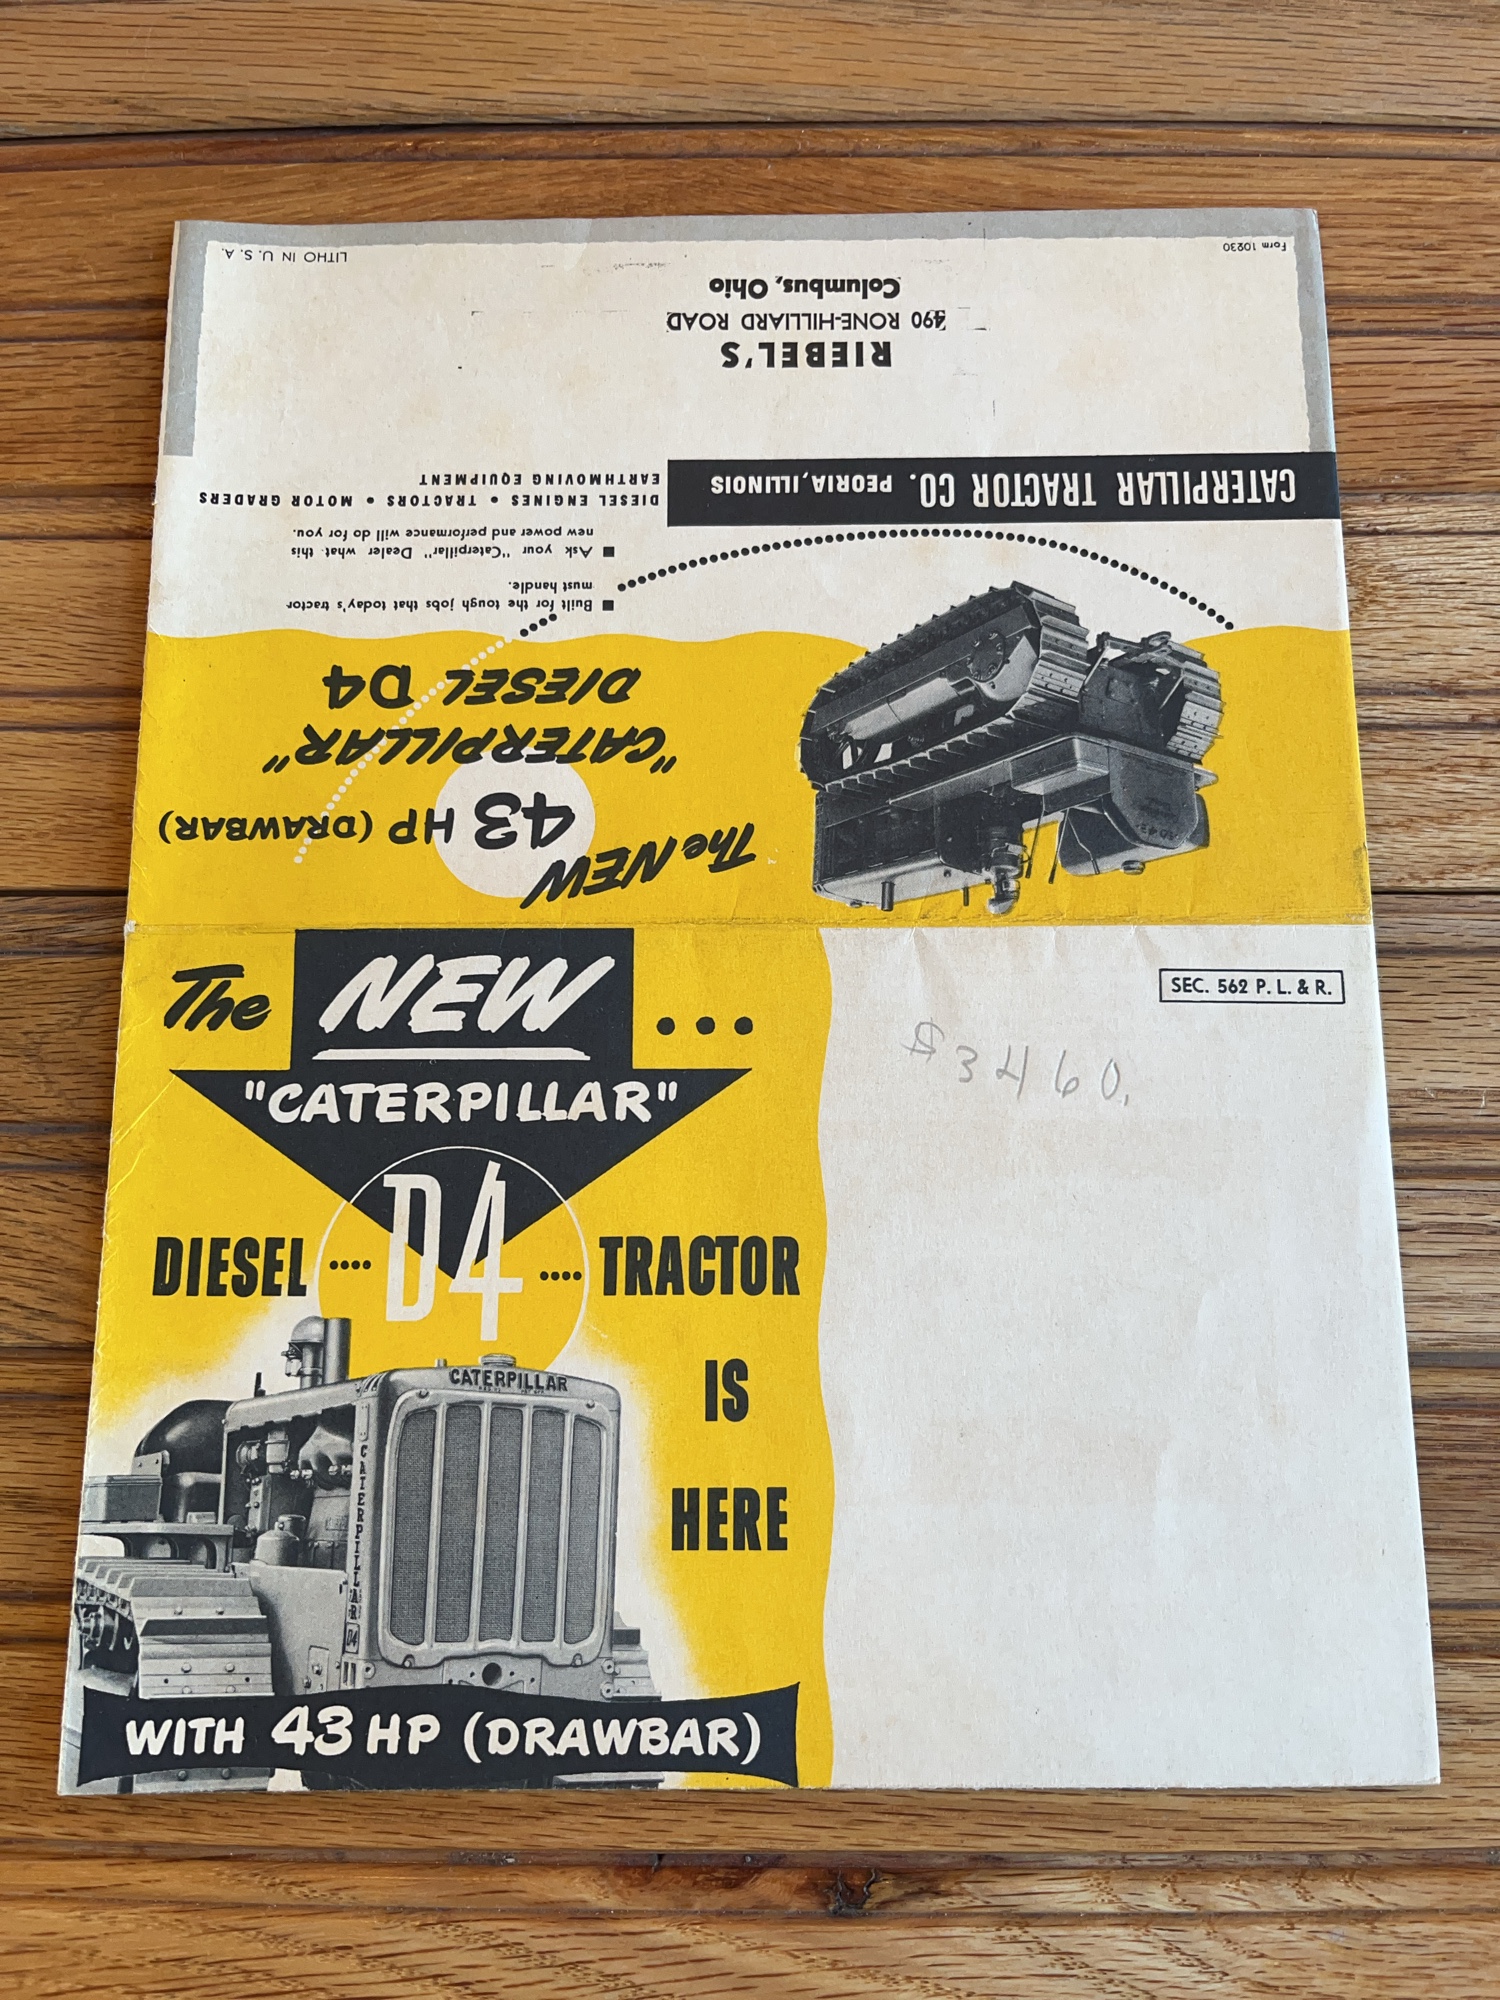 The NEW ...
"CATERPILLAR"
DIESEL .... D4 .... TRACTOR
IS
HERE
CATERPILLAR
CATERPILLAR D4
WITH 43 HP (DRAWBAR)
SEC. 562 P. L. & R.
$3460.
The NEW
43 HP (DRAWBAR)
"CATERPILLAR"
DIESEL D4
■ Built for the tough jobs that today's tractor
must handle.
■ Ask your "Caterpillar" Dealer what this
new power and performance will do for you.
CATERPILLAR TRACTOR CO. PEORIA, ILLINOIS
DIESEL ENGINES • TRACTORS • MOTOR GRADERS
EARTHMOVING EQUIPMENT
RIEBEL'S
490 RONE-HILLIARD ROAD
Columbus, Ohio
Form 10230
LITHO IN U. S. A.